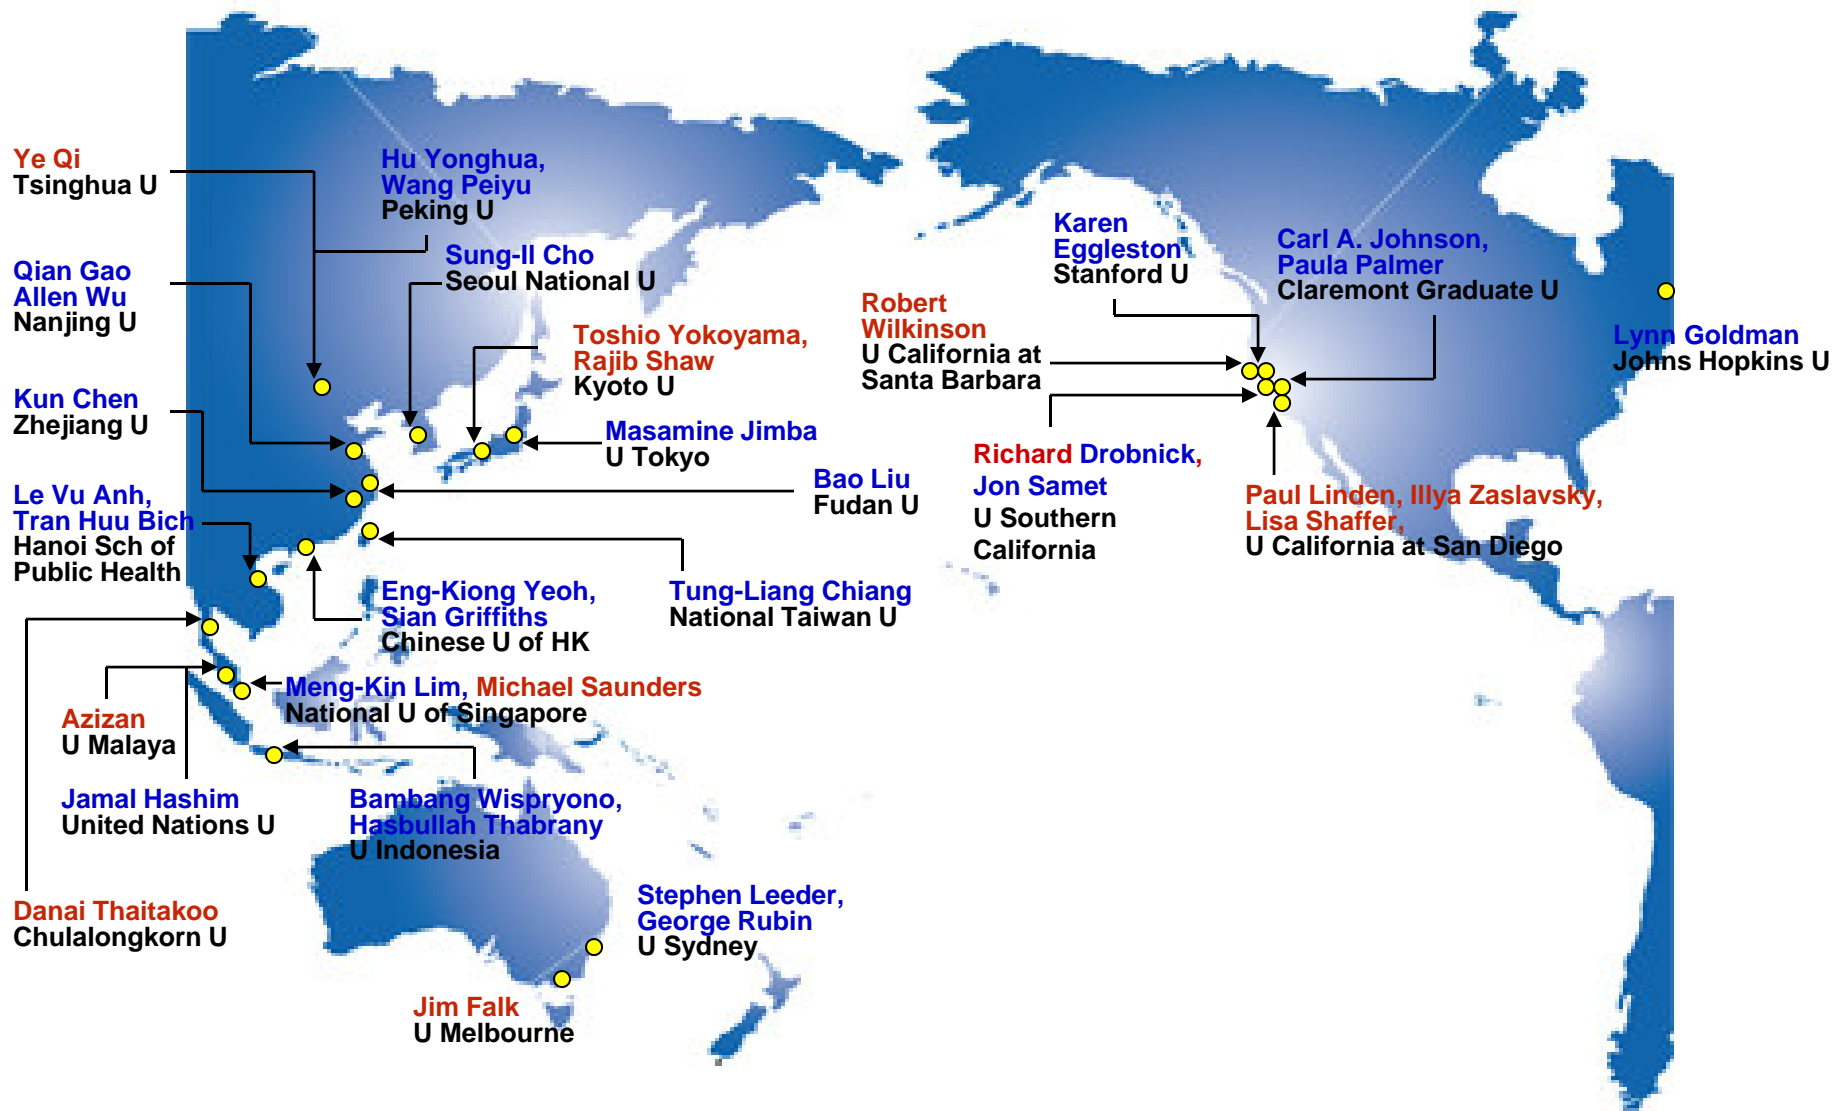 Ye Qi
Tsinghua U
Hu Yonghua,
Wang Peiyu
Peking U
Qian Gao
Allen Wu
Nanjing U
Sung-Il Cho
Seoul National U
Toshio Yokoyama,
Rajib Shaw
Kyoto U
Kun Chen
Zhejiang U
Masamine Jimba
U Tokyo
Bao Liu
Fudan U
Le Vu Anh,
Tran Huu Bich
Hanoi Sch of
Public Health
Eng-Kiong Yeoh,
Sian Griffiths
Chinese U of HK
Tung-Liang Chiang
National Taiwan U
Meng-Kin Lim, Michael Saunders
National U of Singapore
Azizan
U Malaya
Jamal Hashim
United Nations U
Bambang Wispryono,
Hasbullah Thabrany
U Indonesia
Danai Thaitakoo
Chulalongkorn U
Stephen Leeder,
George Rubin
U Sydney
Jim Falk
U Melbourne
Karen
Eggleston
Stanford U
Carl A. Johnson,
Paula Palmer
Claremont Graduate U
Robert
Wilkinson
U California at
Santa Barbara
Lynn Goldman
Johns Hopkins U
Richard Drobnick,
Jon Samet
U Southern
California
Paul Linden, Illya Zaslavsky,
Lisa Shaffer,
U California at San Diego